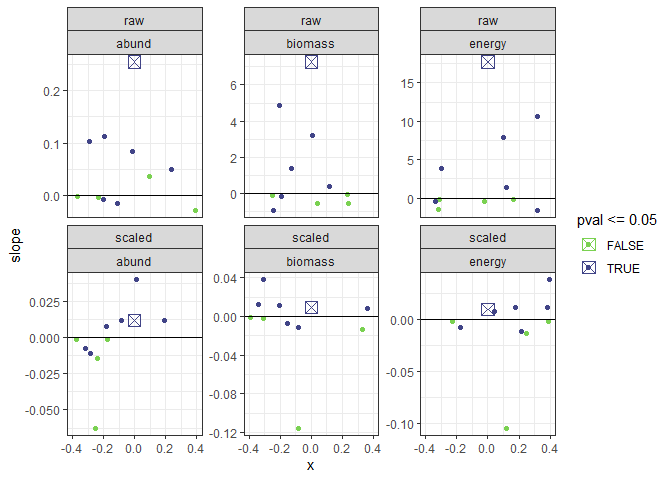 raw raw raw
abund biomass energy
0.2
0.1
0.0
6
4
2
0
15
10
5
0
slope
pval <= 0.05
FALSE
TRUE
scaled scaled scaled
abund biomass energy
0.025
0.000
-0.025
-0.050
0.04
0.00
-0.04
-0.08
-0.12
0.00
-0.05
-0.10
-0.4 -0.2 0.0 0.2 0.4 -0.4 -0.2 0.0 0.2 0.4 -0.4 -0.2 0.0 0.2 0.4
x